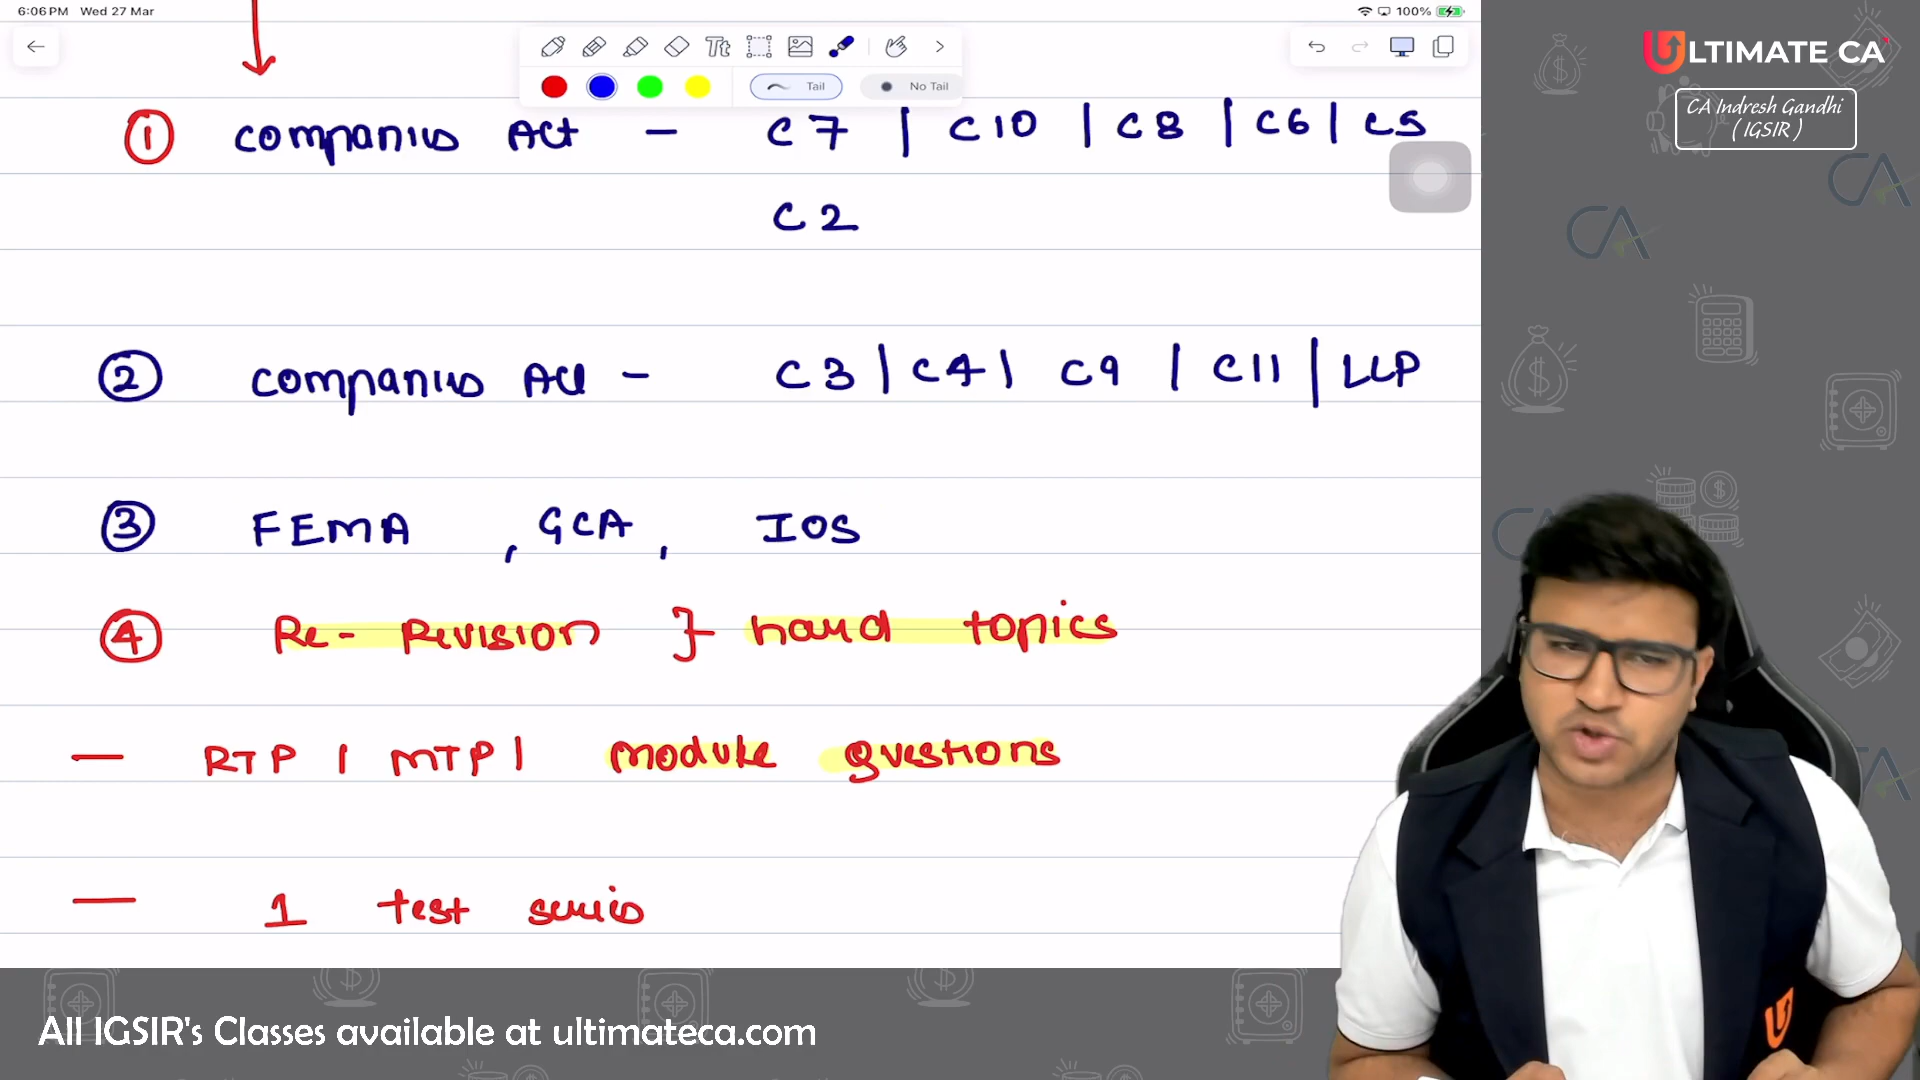 6:06 PM Wed 27 Mar
100%
Tt
Tail
No Tail
ULTIMATE CA
CA Indresh Gandhi
( IGSIR )
1 Companies Act - C7 | C10 | C8 | C6 | C5
C2
2 Companies Act - C3 | C4 | C9 | C11 | LLP
3 FEMA , GCA , IOS
4 Re-Revision } hard topics
— RTP | MTP | Module questions
— 1 test series
All IGSIR's Classes available at ultimateca.com